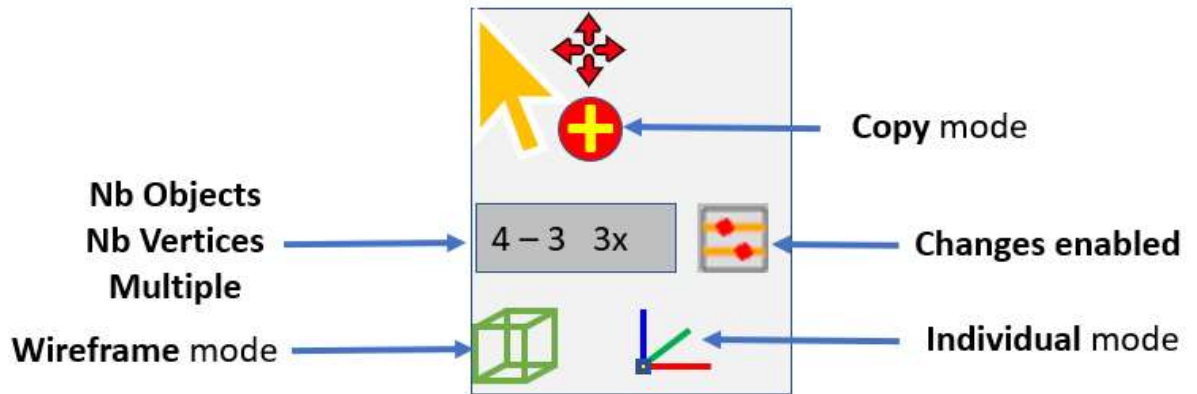 Copy mode
Nb Objects
Nb Vertices
Multiple
4 – 3 3x
Changes enabled
Wireframe mode
Individual mode